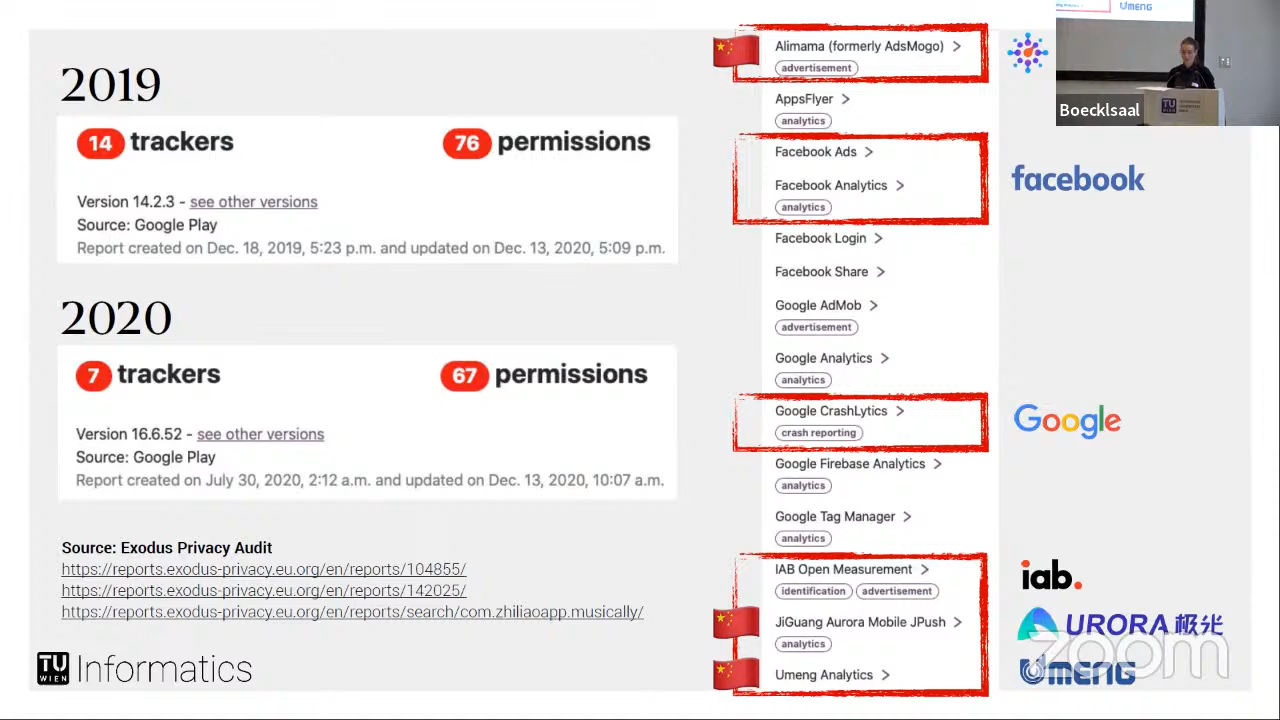 2019
14 trackers
76 permissions
Version 14.2.3 - see other versions
Source: Google Play
Report created on Dec. 18, 2019, 5:23 p.m. and updated on Dec. 13, 2020, 5:09 p.m.
2020
7 trackers
67 permissions
Version 16.6.52 - see other versions
Source: Google Play
Report created on July 30, 2020, 2:12 a.m. and updated on Dec. 13, 2020, 10:07 a.m.
Source: Exodus Privacy Audit
https://reports.exodus-privacy.eu.org/en/reports/104855/
https://reports.exodus-privacy.eu.org/en/reports/142025/
https://reports.exodus-privacy.eu.org/en/reports/search/com.zhiliaoapp.musically/
TU
WIEN
Informatics
Alimama (formerly AdsMogo) >
advertisement
AppsFlyer >
analytics
Facebook Ads >
Facebook Analytics >
analytics
Facebook Login >
Facebook Share >
Google AdMob >
advertisement
Google Analytics >
analytics
Google CrashLytics >
crash reporting
Google Firebase Analytics >
analytics
Google Tag Manager >
analytics
IAB Open Measurement >
identification advertisement
JiGuang Aurora Mobile JPush >
analytics
Umeng Analytics >
UMENG
TU
WIEN
Boecklsaal
facebook
Google
iab.
URORA 极光
zoom
UMENG